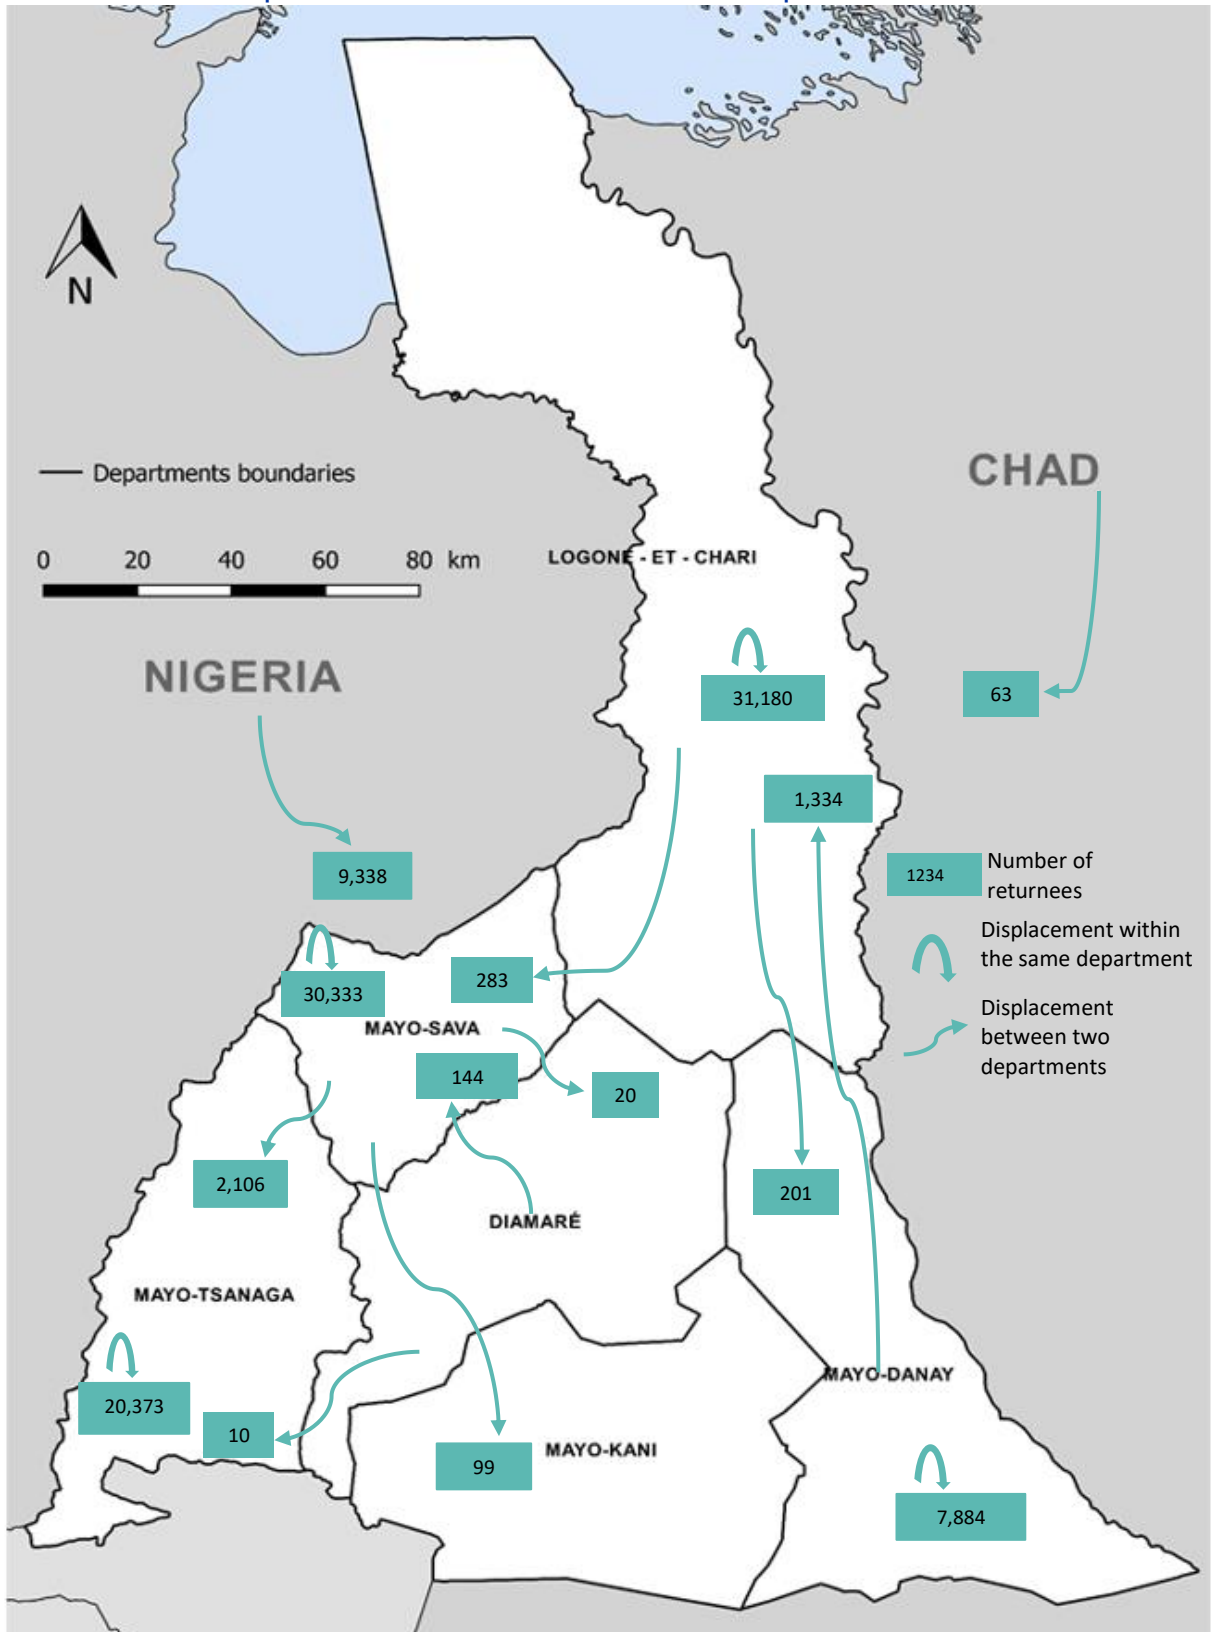 N
Departments boundaries
0 20 40 60 80 km
CHAD
LOGONE - ET - CHARI
NIGERIA
31,180
63
1,334
9,338
1234
Number of
returnees
Displacement within
the same department
Displacement
between two
departments
30,333
283
MAYO-SAVA
144
20
2,106
201
DIAMARÉ
MAYO-TSANAGA
MAYO-DANAY
20,373
10
MAYO-KANI
99
7,884